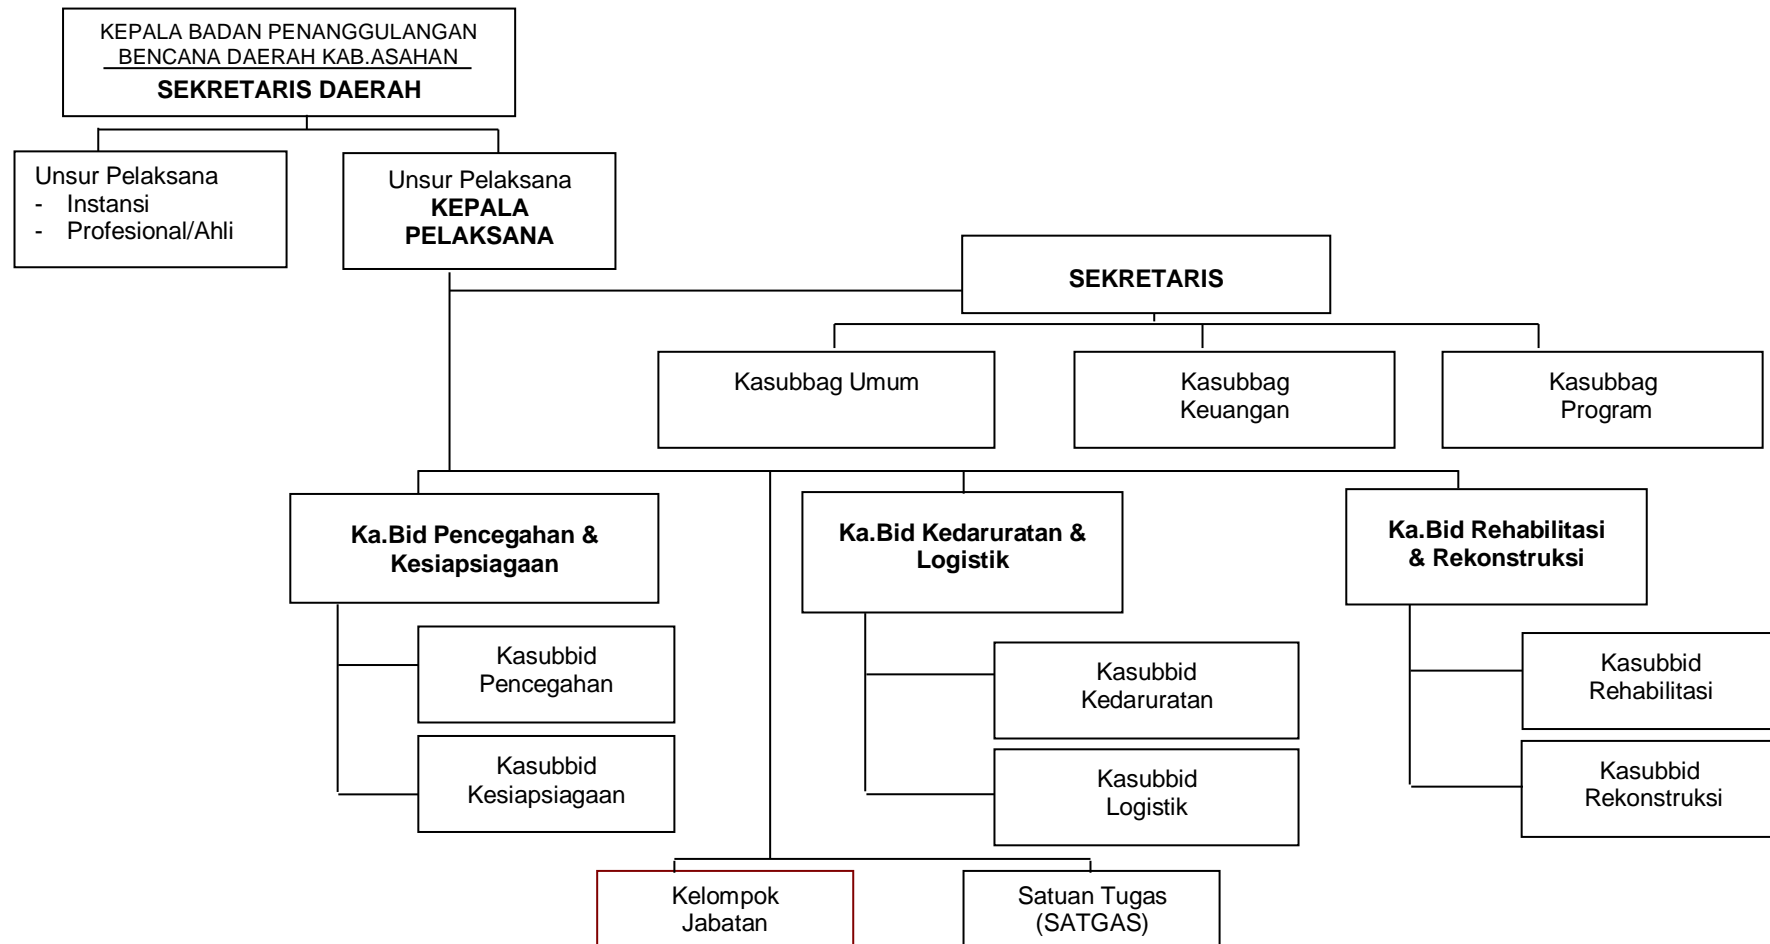 KEPALA BADAN PENANGGULANGAN
BENCANA DAERAH KAB.ASAHAN
SEKRETARIS DAERAH
Unsur Pelaksana
- Instansi
- Profesional/Ahli
Unsur Pelaksana
KEPALA
PELAKSANA
SEKRETARIS
Kasubbag Umum
Kasubbag
Keuangan
Kasubbag
Program
Ka.Bid Pencegahan &
Kesiapsiagaan
Ka.Bid Kedaruratan &
Logistik
Ka.Bid Rehabilitasi
& Rekonstruksi
Kasubbid
Pencegahan
Kasubbid
Kesiapsiagaan
Kasubbid
Kedaruratan
Kasubbid
Logistik
Kasubbid
Rehabilitasi
Kasubbid
Rekonstruksi
Kelompok
Jabatan
Satuan Tugas
(SATGAS)